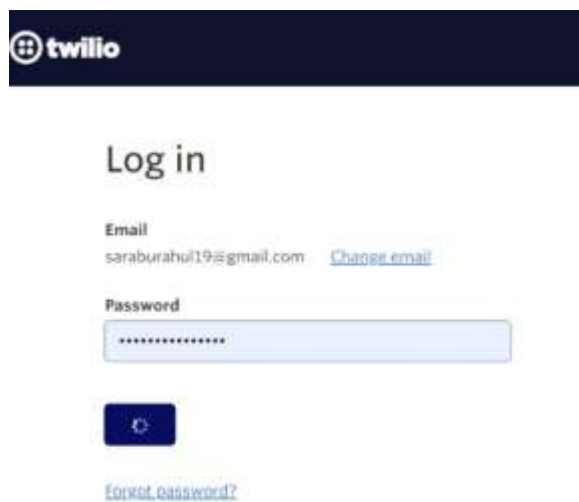 twilio
Log in
Email
saraburahul19@gmail.com Change email
Password
•••••••••••••••
Forgot password?